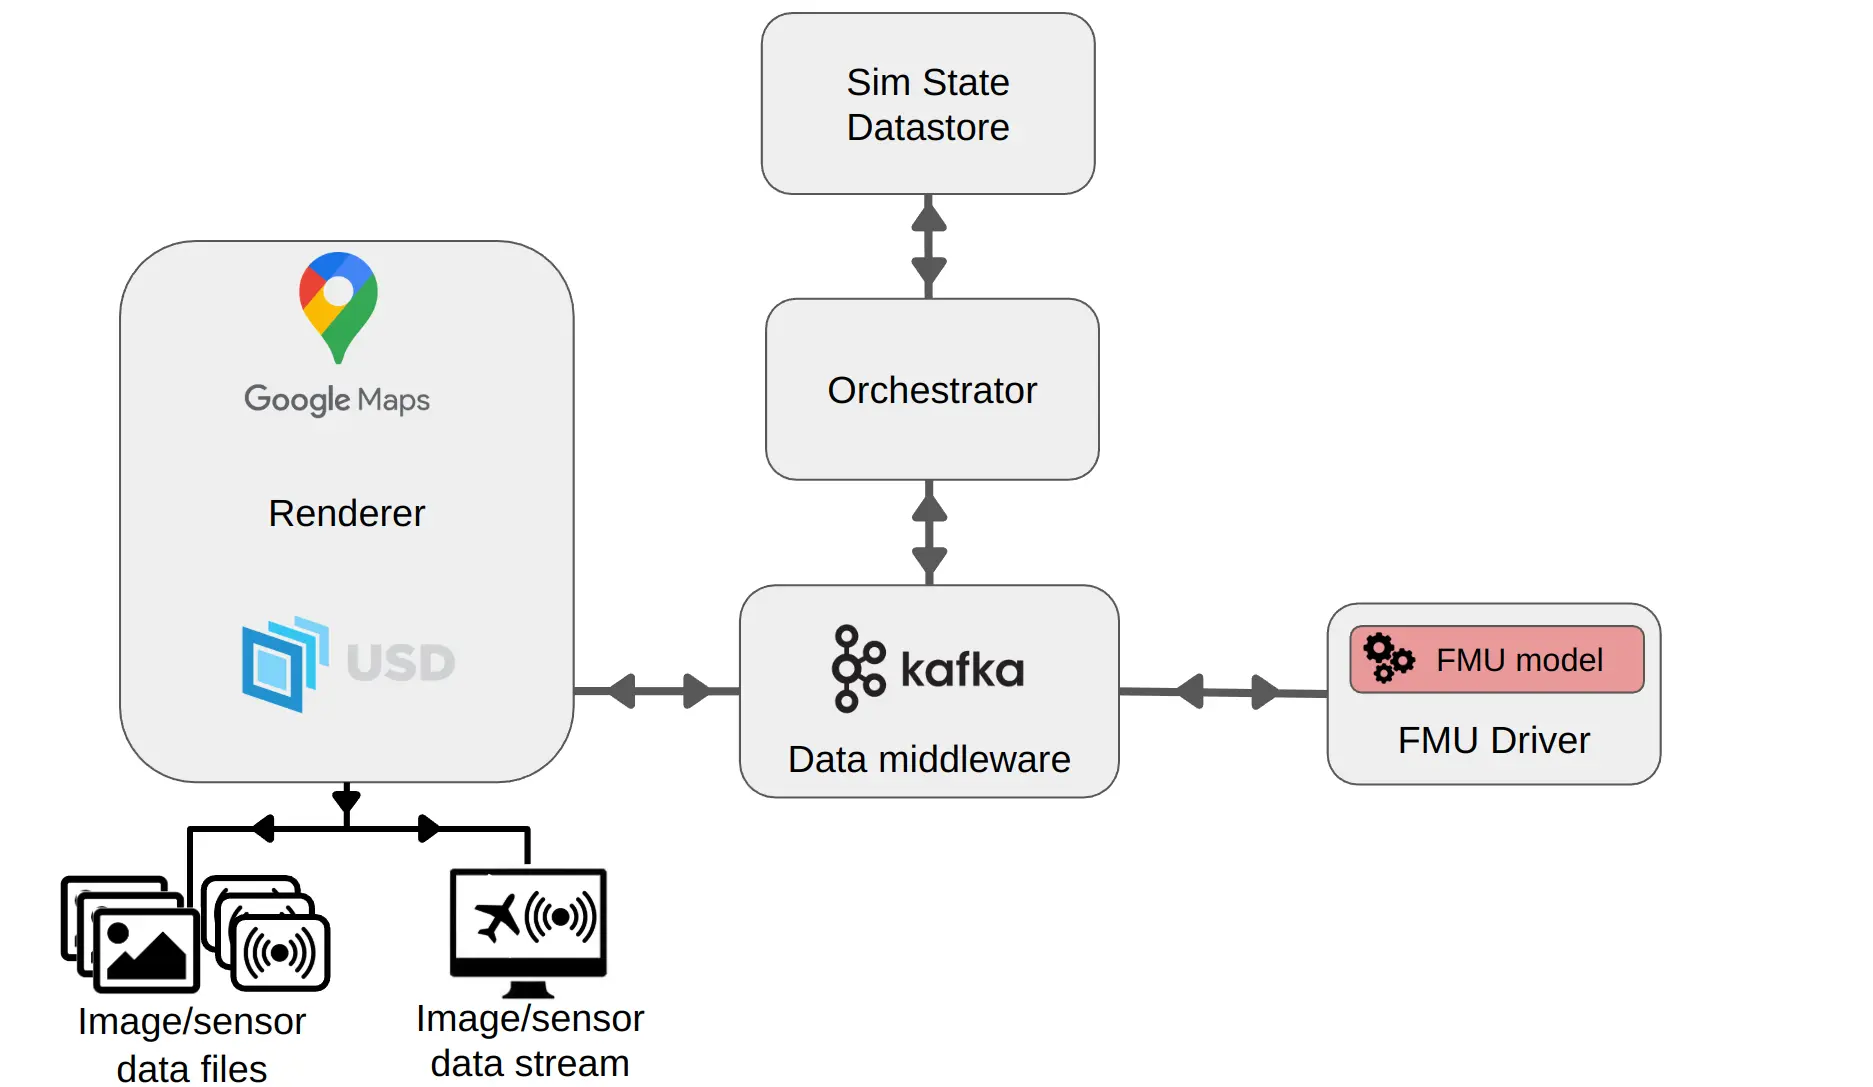 Sim State
Datastore
Google Maps
Orchestrator
Renderer
USD
kafka
Data middleware
FMU model
FMU Driver
Image/sensor
data files
Image/sensor
data stream